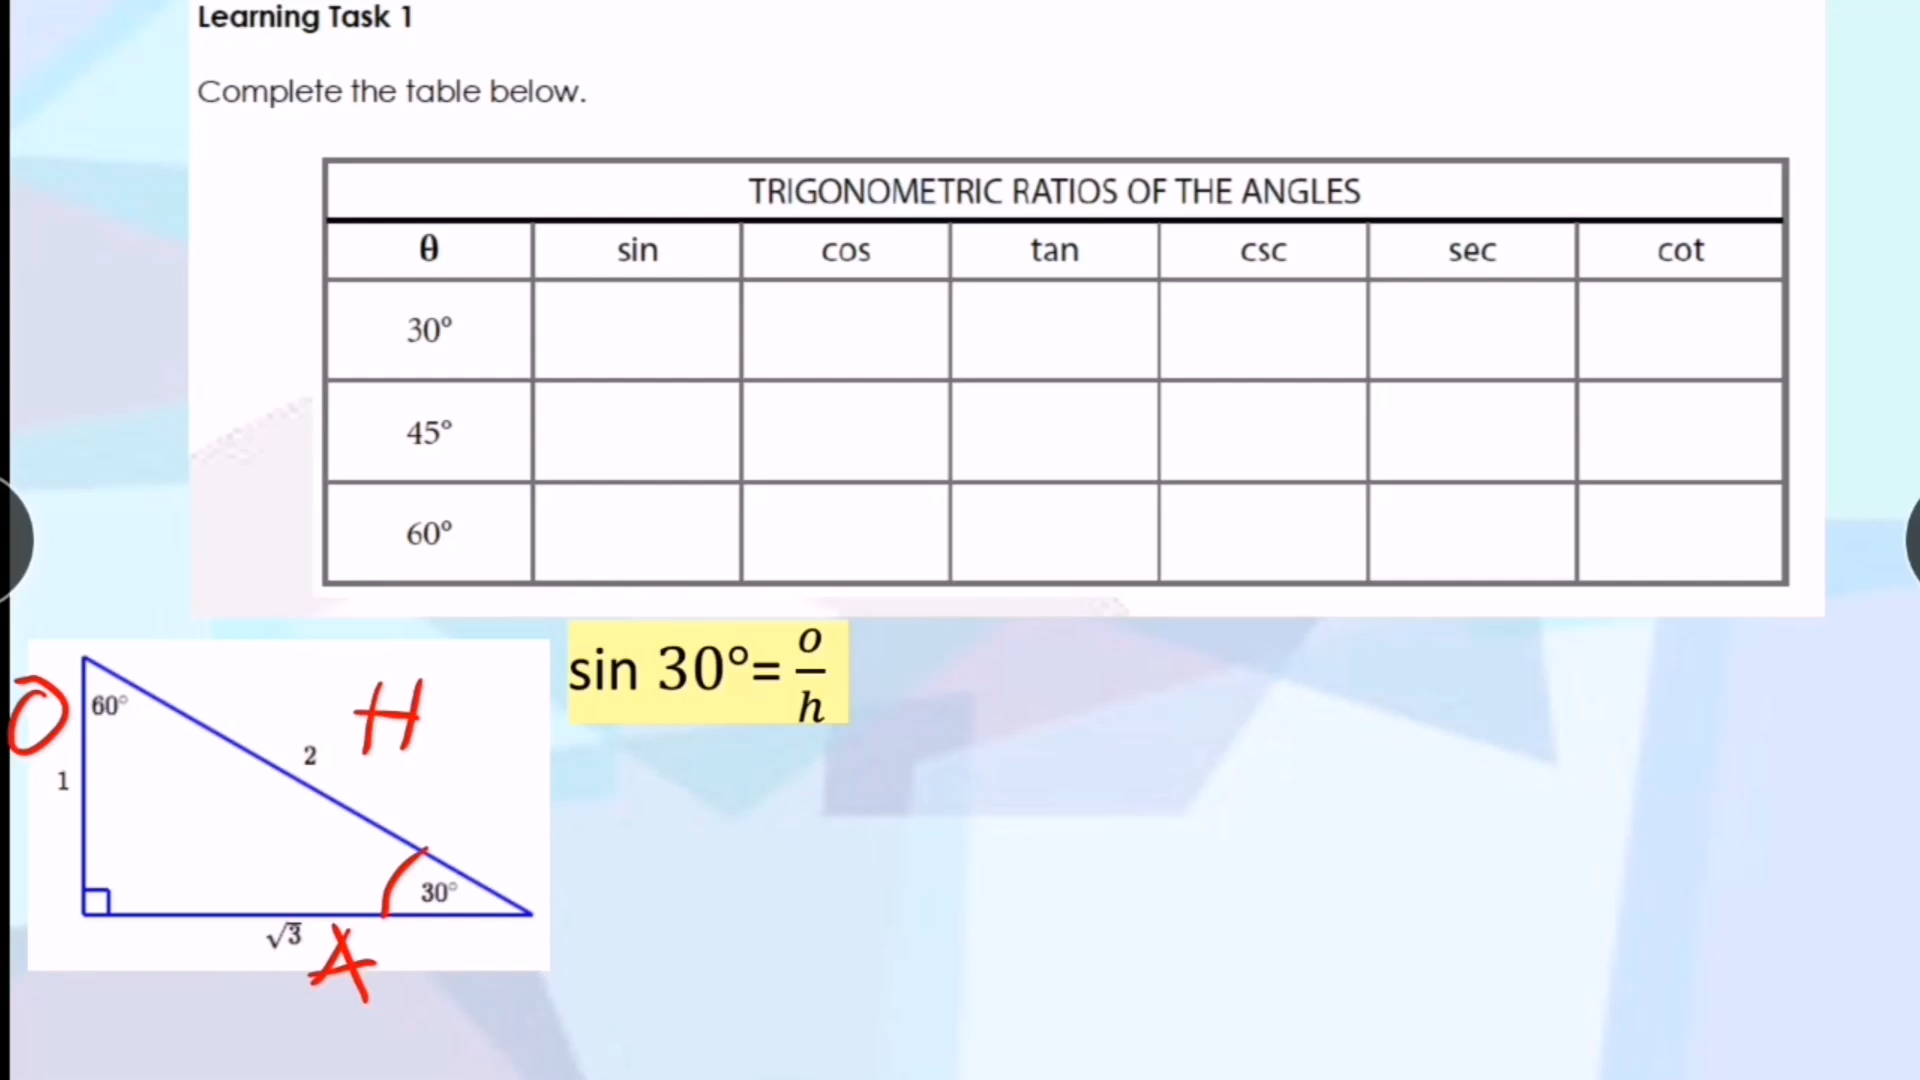 Learning Task 1
Complete the table below.
TRIGONOMETRIC RATIOS OF THE ANGLES
θ sin cos tan csc sec cot
30°
45°
60°
sin 30°= o/h
O
H
60°
2
1
30°
√3
A